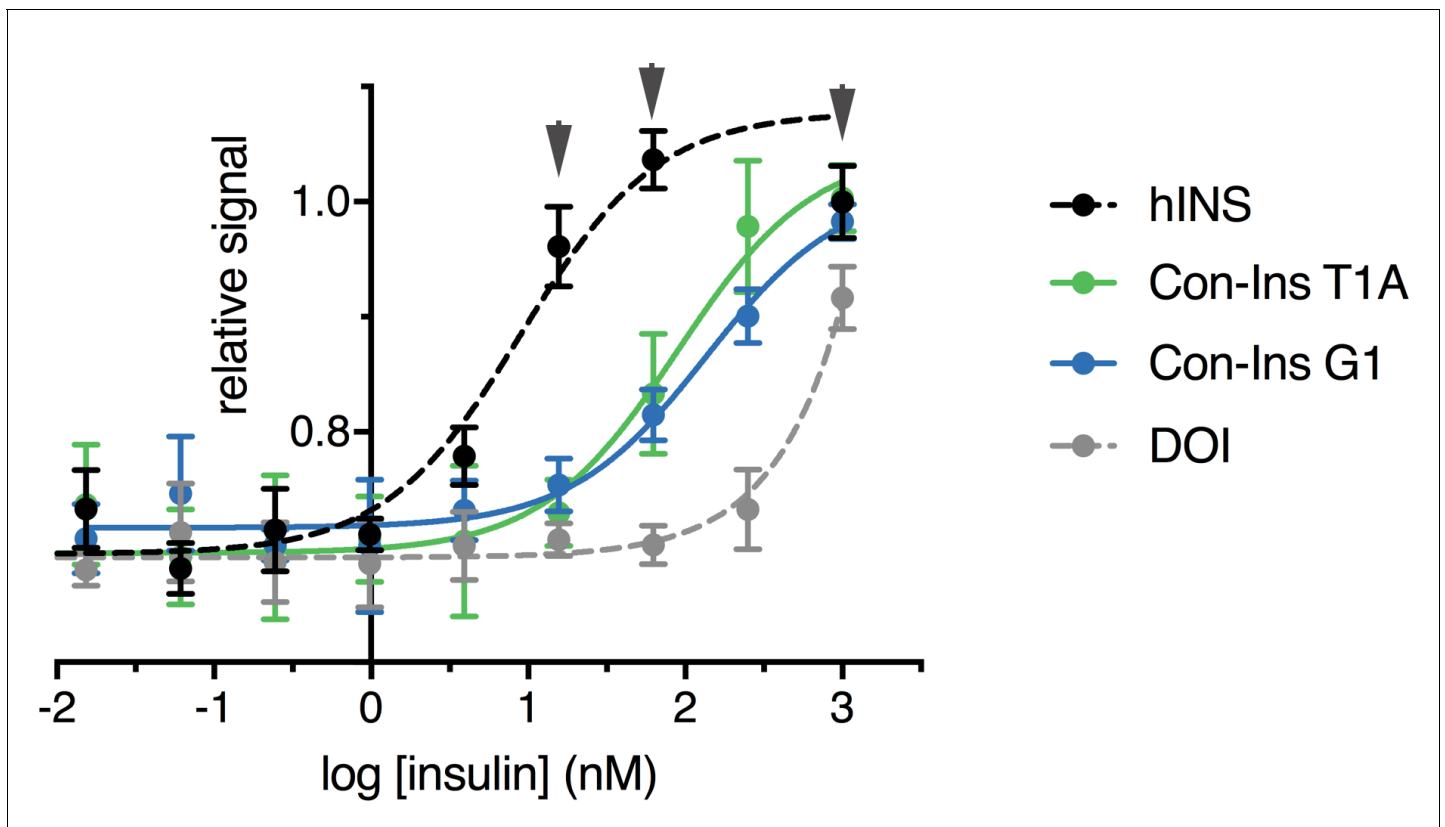 relative signal
1.0
0.8
-2 -1 0 1 2 3
log [insulin] (nM)
hINS
Con-Ins T1A
Con-Ins G1
DOI